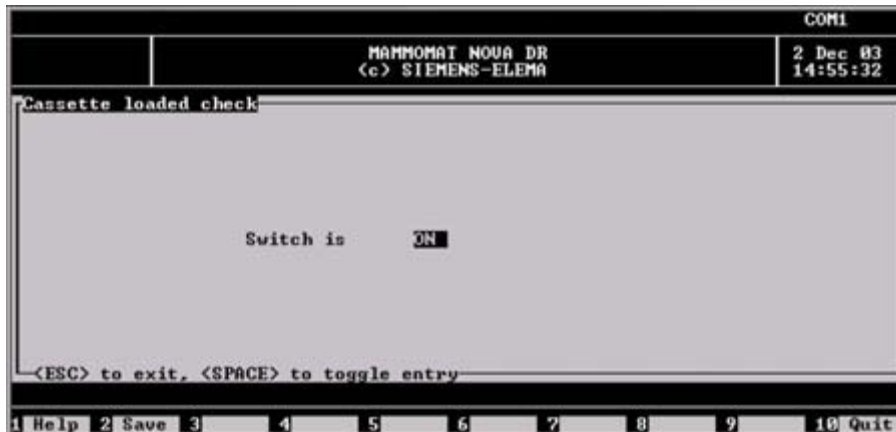 COM1
MAMMOMAT NOVA DR
2 Dec 03
(c) SIEMENS-ELEMA
14:55:32
Cassette loaded check
Switch is ON
<ESC> to exit, <SPACE> to toggle entry
1 Help 2 Save 3 4 5 6 7 8 9 10 Quit